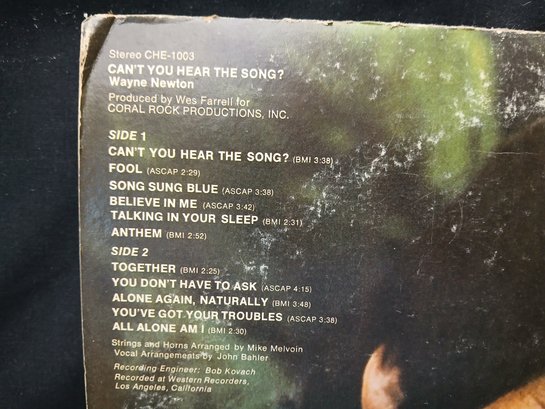 Stereo CHE-1003
CAN'T YOU HEAR THE SONG?
Wayne Newton
Produced by Wes Farrell for
CORAL ROCK PRODUCTIONS, INC.
SIDE 1
CAN'T YOU HEAR THE SONG? (BMI 3:38)
FOOL (ASCAP 2:29)
SONG SUNG BLUE (ASCAP 3:38)
BELIEVE IN ME (ASCAP 3:42)
TALKING IN YOUR SLEEP (BMI 2:31)
ANTHEM (BMI 2:52)
SIDE 2
TOGETHER (BMI 2:25)
YOU DON'T HAVE TO ASK (ASCAP 4:15)
ALONE AGAIN, NATURALLY (BMI 3:48)
YOU'VE GOT YOUR TROUBLES (ASCAP 3:38)
ALL ALONE AM I (BMI 2:30)
Strings and Horns Arranged by Mike Melvoin
Vocal Arrangements by John Bahler
Recording Engineer: Bob Kovach
Recorded at Western Recorders,
Los Angeles, California